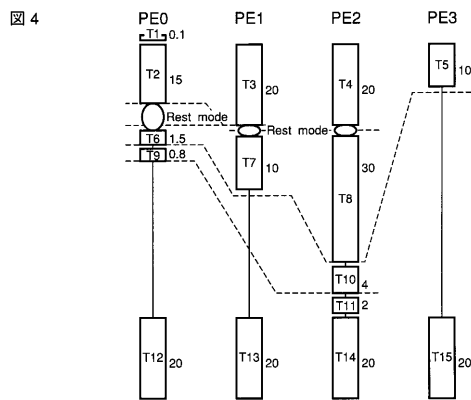 図 4
PE0 PE1 PE2 PE3
T1 0.1
T2 15
T3 20
T4 20
T5 10
Rest mode
Rest mode
T6 1.5
T9 0.8
T7 10
T8 30
T10 4
T11 2
T12 20
T13 20
T14 20
T15 20